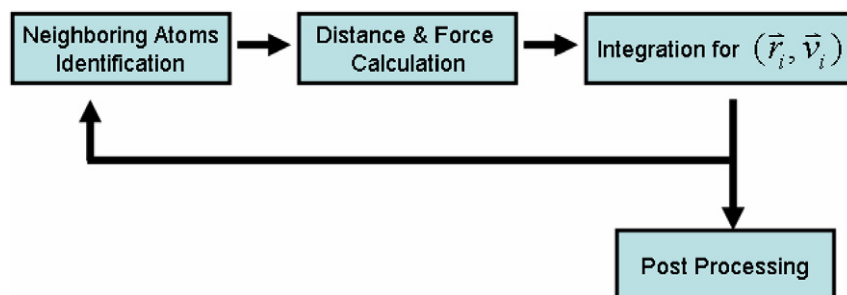 Neighboring Atoms
Identification
Distance & Force
Calculation
Integration for (r⃗ᵢ, v⃗ᵢ)
Post Processing